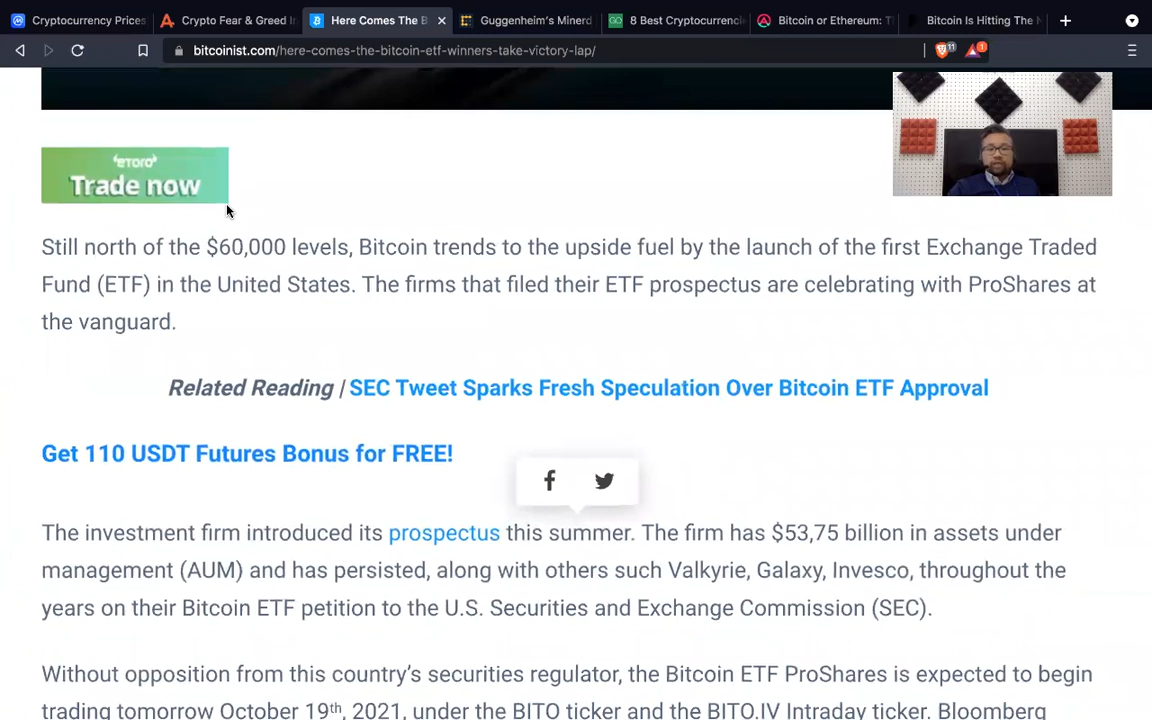 Cryptocurrency Prices
Crypto Fear & Greed I
Here Comes The B
Guggenheim's Minerd
8 Best Cryptocurrenci
Bitcoin or Ethereum: T
Bitcoin Is Hitting The N
bitcoinist.com/here-comes-the-bitcoin-etf-winners-take-victory-lap/
11
1
eTORO
Trade now
Still north of the $60,000 levels, Bitcoin trends to the upside fuel by the launch of the first Exchange Traded
Fund (ETF) in the United States. The firms that filed their ETF prospectus are celebrating with ProShares at
the vanguard.
Related Reading | SEC Tweet Sparks Fresh Speculation Over Bitcoin ETF Approval
Get 110 USDT Futures Bonus for FREE!
The investment firm introduced its prospectus this summer. The firm has $53,75 billion in assets under
management (AUM) and has persisted, along with others such Valkyrie, Galaxy, Invesco, throughout the
years on their Bitcoin ETF petition to the U.S. Securities and Exchange Commission (SEC).
Without opposition from this country's securities regulator, the Bitcoin ETF ProShares is expected to begin
trading tomorrow October 19th, 2021, under the BITO ticker and the BITO.IV Intraday ticker. Bloomberg